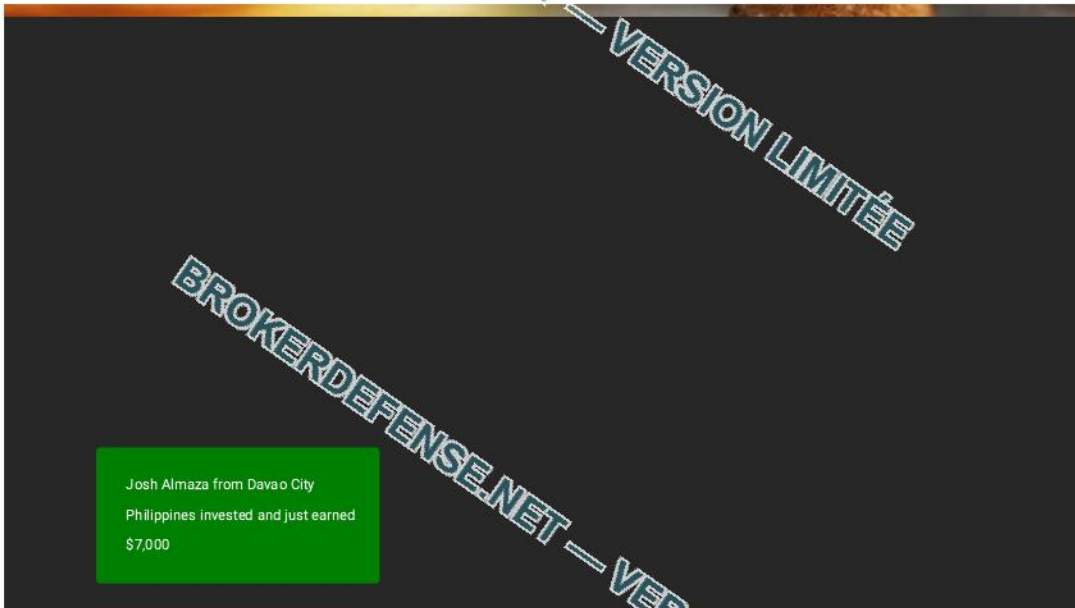 — VERSION LIMITÉE
BROKERDEFENSE.NET — VER
Josh Almaza from Davao City
Philippines invested and just earned
$7,000